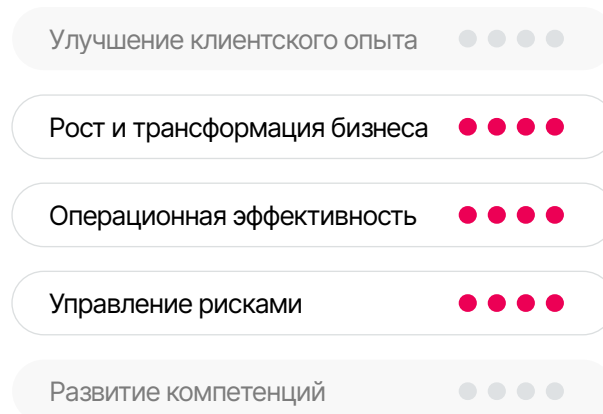 Улучшение клиентского опыта
Рост и трансформация бизнеса
Операционная эффективность
Управление рисками
Развитие компетенций